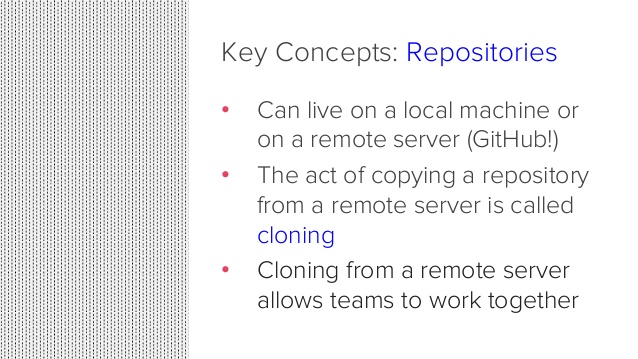 Key Concepts: Repositories
• Can live on a local machine or
on a remote server (GitHub!)
• The act of copying a repository
from a remote server is called
cloning
• Cloning from a remote server
allows teams to work together